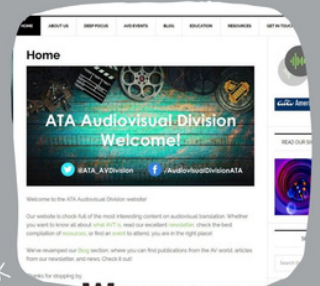 HOME ABOUT US DEEP FOCUS AVD EVENTS BLOG EDUCATION RESOURCES GET IN TOUCH
Home
ATA Audiovisual Division
Welcome!
@ATA_AVDivision /AudiovisualDivisionATA
Welcome to the ATA Audiovisual Division website!
Our website is chock-full of the most interesting content on audiovisual translation. Whether
you want to know all about what AVT is, read our excellent newsletter, check the best
compilation of resources, or find an event to attend, you are in the right place!
We've revamped our Blog section, where you can find publications from the AV world, articles
from our newsletter, and news. Check it out!
Thanks for stopping by
READ OUR